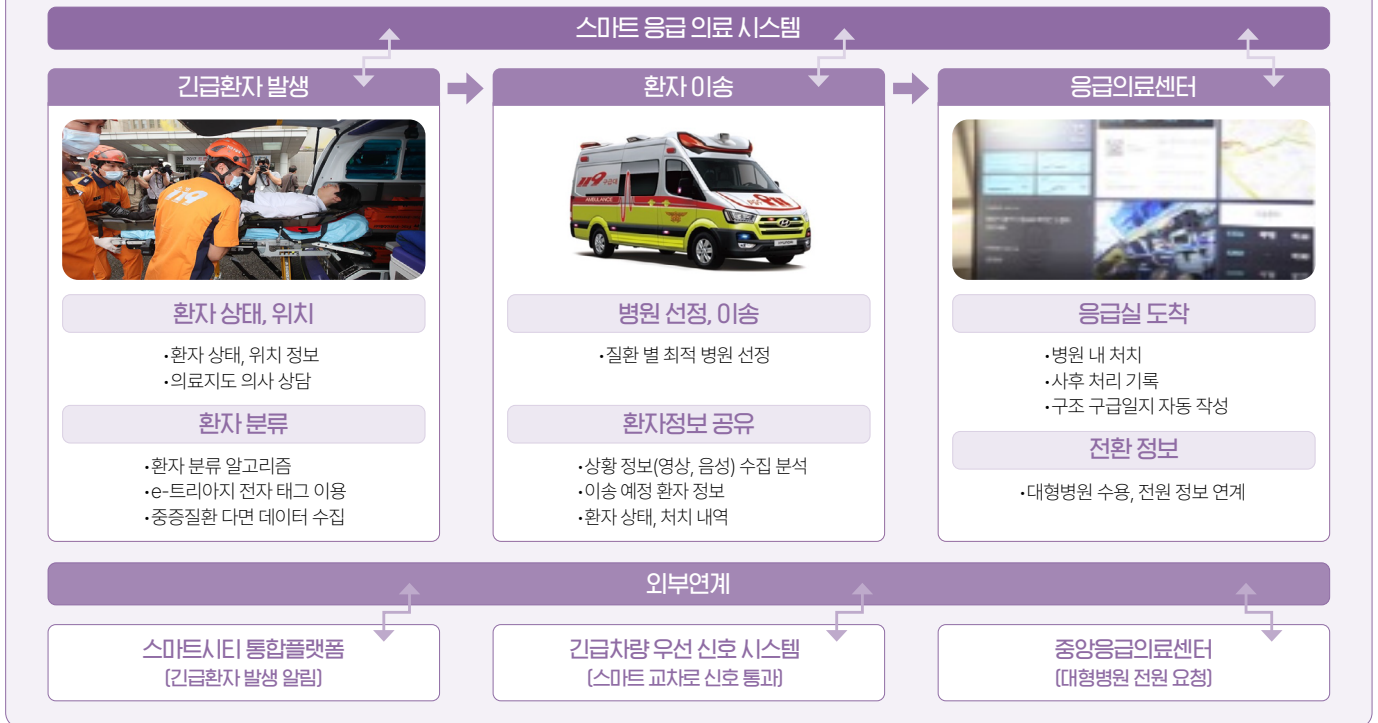 스마트 응급 의료 시스템
긴급환자 발생
119
환자 상태, 위치
•환자 상태, 위치 정보
•의료지도 의사 상담
환자 분류
•환자 분류 알고리즘
•e-트리아지 전자 태그 이용
•중증질환 다면 데이터 수집
환자 이송
119
AMBULANCE
병원 선정, 이송
•질환 별 최적 병원 선정
환자정보 공유
•상황 정보(영상, 음성) 수집 분석
•이송 예정 환자 정보
•환자 상태, 처치 내역
응급의료센터
응급실 도착
•병원 내 처치
•사후 처리 기록
•구조 구급일지 자동 작성
전환 정보
•대형병원 수용, 전원 정보 연계
외부연계
스마트시티 통합플랫폼
(긴급환자 발생 알림)
긴급차량 우선 신호 시스템
(스마트 교차로 신호 통과)
중앙응급의료센터
(대형병원 전원 요청)